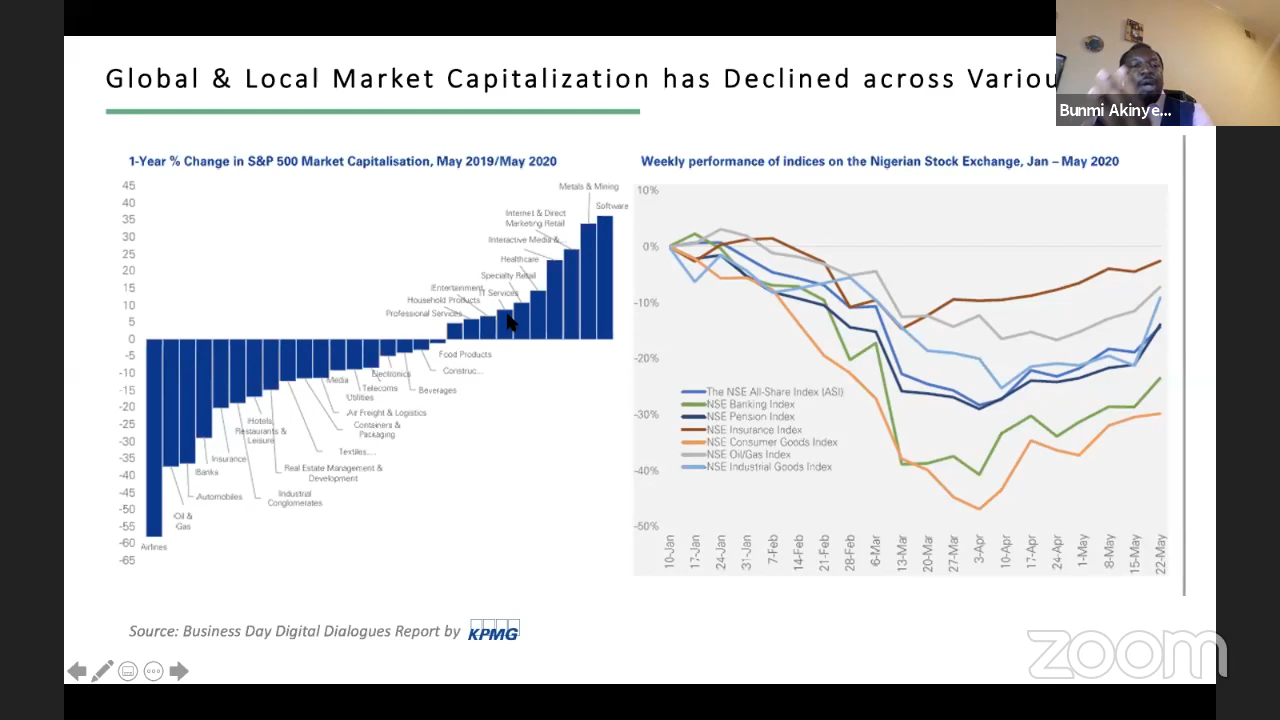 Global & Local Market Capitalization has Declined across Variou
Bunmi Akinye...
1-Year % Change in S&P 500 Market Capitalisation, May 2019/May 2020
45
40
35
30
25
20
15
10
5
0
-5
-10
-15
-20
-25
-30
-35
-40
-45
-50
-55
-60
-65
Airlines
Oil &
Gas
Automobiles
Banks
Insurance
Industrial
Conglomerates
Hotels,
Restaurants &
Leisure
Real Estate Management &
Development
Textiles....
Containers &
Packaging
Air Freight & Logistics
Media
Utilities
Telecoms
Electronics
Beverages
Construc...
Food Products
Professional Services
Household Products
Entertainment
IT Services
Specialty Retail
Healthcare
Interactive Media &
Internet & Direct
Marketing Retail
Metals & Mining
Software
Weekly performance of indices on the Nigerian Stock Exchange, Jan – May 2020
10%
0%
-10%
-20%
-30%
-40%
-50%
The NSE All-Share Index (ASI)
NSE Banking Index
NSE Pension Index
NSE Insurance Index
NSE Consumer Goods Index
NSE Oil/Gas Index
NSE Industrial Goods Index
10-Jan
17-Jan
24-Jan
31-Jan
7-Feb
14-Feb
21-Feb
28-Feb
6-Mar
13-Mar
20-Mar
27-Mar
3-Apr
10-Apr
17-Apr
24-Apr
1-May
8-May
15-May
22-May
Source: Business Day Digital Dialogues Report by KPMG
zoom